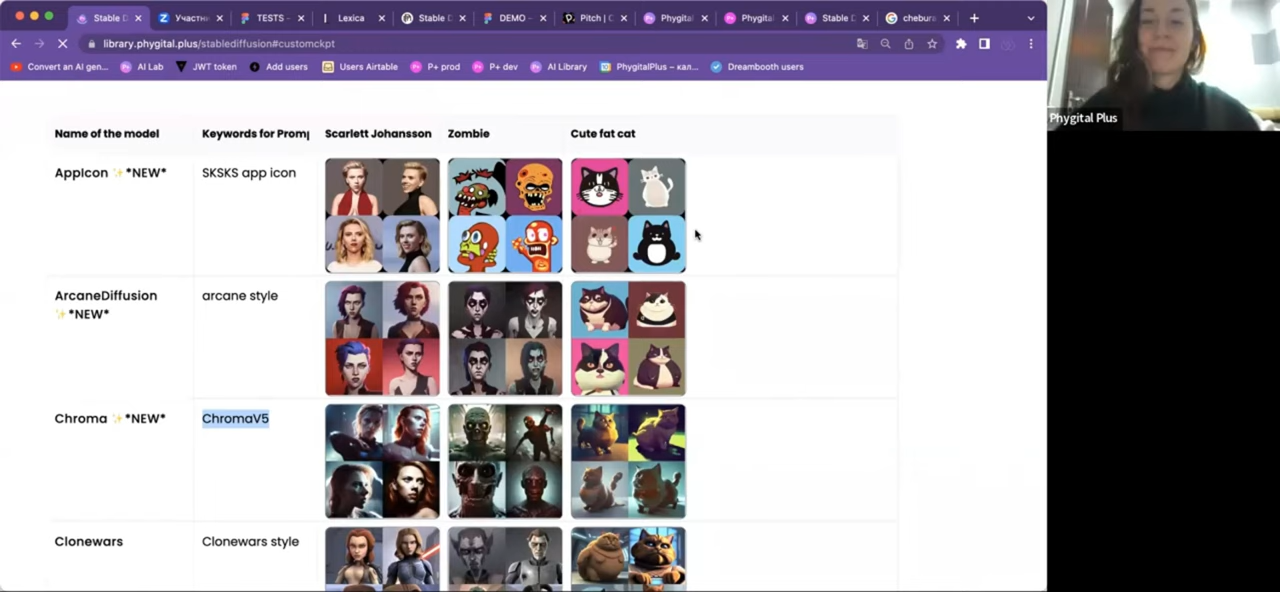 Stable D
Участни
TESTS -
Lexica
Stable D
DEMO -
Pitch | C
Phygital
Phygital
Stable D
chebura
library.phygital.plus/stablediffusion#customckpt
Convert an AI gen...
AI Lab
JWT token
Add users
Users Airtable
P+ prod
P+ dev
AI Library
PhygitalPlus – кал...
Dreambooth users
Phygital Plus
Name of the model
Keywords for Promp
Scarlett Johansson
Zombie
Cute fat cat
AppIcon ✨*NEW*
SKSKS app icon
ArcaneDiffusion
✨*NEW*
arcane style
Chroma ✨*NEW*
ChromaV5
Clonewars
Clonewars style